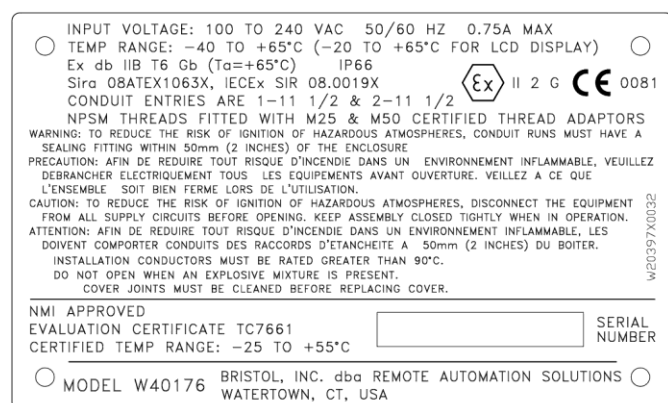 INPUT VOLTAGE: 100 TO 240 VAC 50/60 HZ 0.75A MAX
TEMP RANGE: -40 TO +65°C (-20 TO +65°C FOR LCD DISPLAY)
Ex db IIB T6 Gb (Ta=+65°C) IP66
Sira 08ATEX1063X, IECEx SIR 08.0019X
Ex II 2 G CE 0081
CONDUIT ENTRIES ARE 1-11 1/2 & 2-11 1/2
NPSM THREADS FITTED WITH M25 & M50 CERTIFIED THREAD ADAPTORS
WARNING: TO REDUCE THE RISK OF IGNITION OF HAZARDOUS ATMOSPHERES, CONDUIT RUNS MUST HAVE A
SEALING FITTING WITHIN 50mm (2 INCHES) OF THE ENCLOSURE
PRECAUTION: AFIN DE REDUIRE TOUT RISQUE D'INCENDIE DANS UN ENVIRONNEMENT INFLAMMABLE, VEUILLEZ
DEBRANCHER ELECTRIQUEMENT TOUS LES EQUIPEMENTS AVANT OUVERTURE. VEILLEZ A CE QUE
L'ENSEMBLE SOIT BIEN FERME LORS DE L'UTILISATION.
CAUTION: TO REDUCE THE RISK OF IGNITION OF HAZARDOUS ATMOSPHERES, DISCONNECT THE EQUIPMENT
FROM ALL SUPPLY CIRCUITS BEFORE OPENING. KEEP ASSEMBLY CLOSED TIGHTLY WHEN IN OPERATION.
ATTENTION: AFIN DE REDUIRE TOUT RISQUE D'INCENDIE DANS UN ENVIRONNEMENT INFLAMMABLE, LES
DOIVENT COMPORTER CONDUITS DES RACCORDS D'ETANCHEITE A 50mm (2 INCHES) DU BOITER.
INSTALLATION CONDUCTORS MUST BE RATED GREATER THAN 90°C.
DO NOT OPEN WHEN AN EXPLOSIVE MIXTURE IS PRESENT.
COVER JOINTS MUST BE CLEANED BEFORE REPLACING COVER.
W20397X0032
NMI APPROVED
EVALUATION CERTIFICATE TC7661
CERTIFIED TEMP RANGE: -25 TO +55°C
SERIAL
NUMBER
MODEL W40176
BRISTOL, INC. dba REMOTE AUTOMATION SOLUTIONS
WATERTOWN, CT, USA